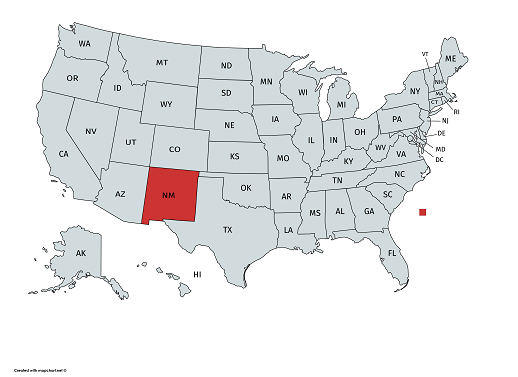 WA
OR
CA
NV
ID
MT
WY
UT
CO
AZ
NM
ND
SD
NE
KS
OK
TX
MN
IA
MO
AR
LA
WI
IL
MS
MI
IN
KY
TN
AL
OH
WV
VA
NC
SC
GA
FL
PA
NY
VT
NH
ME
MA
CT
RI
NJ
DE
MD
DC
AK
HI
Created with mapchart.net ©